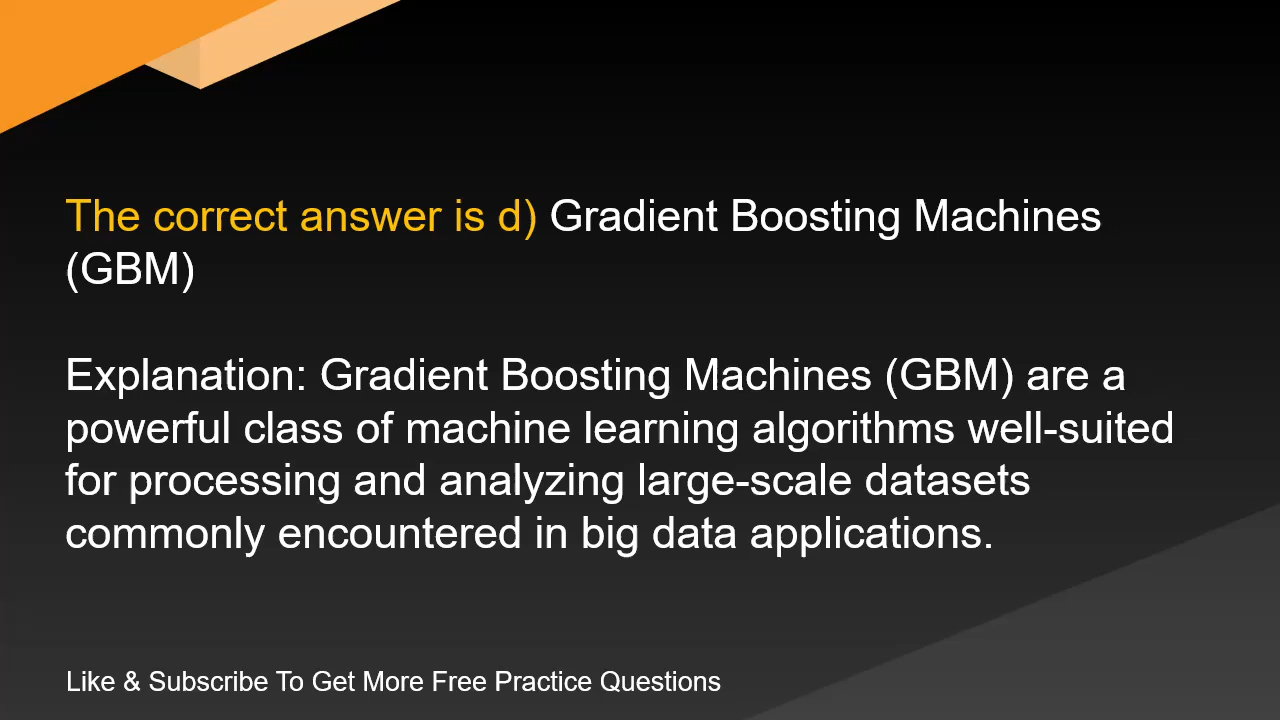 The correct answer is d) Gradient Boosting Machines
(GBM)
Explanation: Gradient Boosting Machines (GBM) are a
powerful class of machine learning algorithms well-suited
for processing and analyzing large-scale datasets
commonly encountered in big data applications.
Like & Subscribe To Get More Free Practice Questions